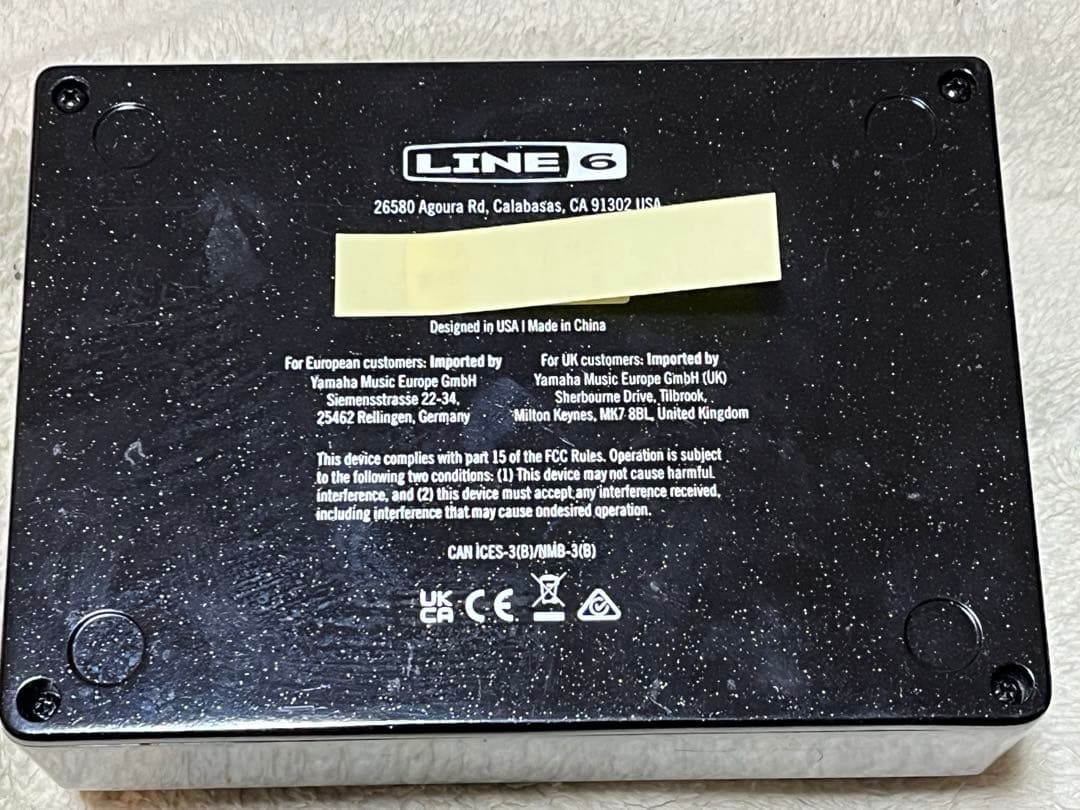 LINE 6
26580 Agoura Rd, Calabasas, CA 91302 USA
Designed in USA | Made in China
For European customers: Imported by
Yamaha Music Europe GmbH
Siemensstrasse 22-34,
25462 Rellingen, Germany
For UK customers: Imported by
Yamaha Music Europe GmbH (UK)
Sherbourne Drive, Tilbrook,
Milton Keynes, MK7 8BL, United Kingdom
This device complies with part 15 of the FCC Rules. Operation is subject
to the following two conditions: (1) This device may not cause harmful
interference, and (2) this device must accept any interference received,
including interference that may cause ondesired operation.
CAN ICES-3(B)/NMB-3(B)
UK
CA CE